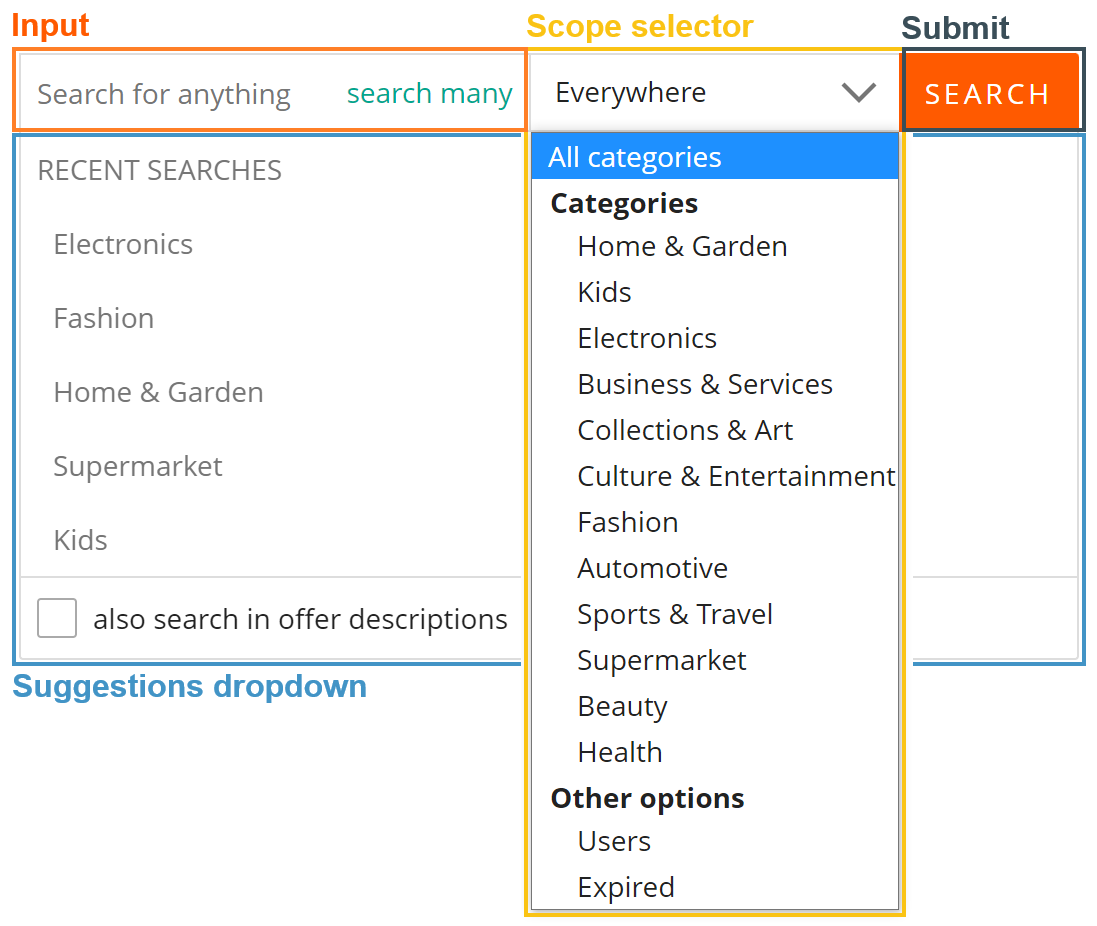 Input
Scope selector
Submit
Search for anything search many
Everywhere
SEARCH
RECENT SEARCHES
Electronics
Fashion
Home & Garden
Supermarket
Kids
also search in offer descriptions
Suggestions dropdown
All categories
Categories
Home & Garden
Kids
Electronics
Business & Services
Collections & Art
Culture & Entertainment
Fashion
Automotive
Sports & Travel
Supermarket
Beauty
Health
Other options
Users
Expired